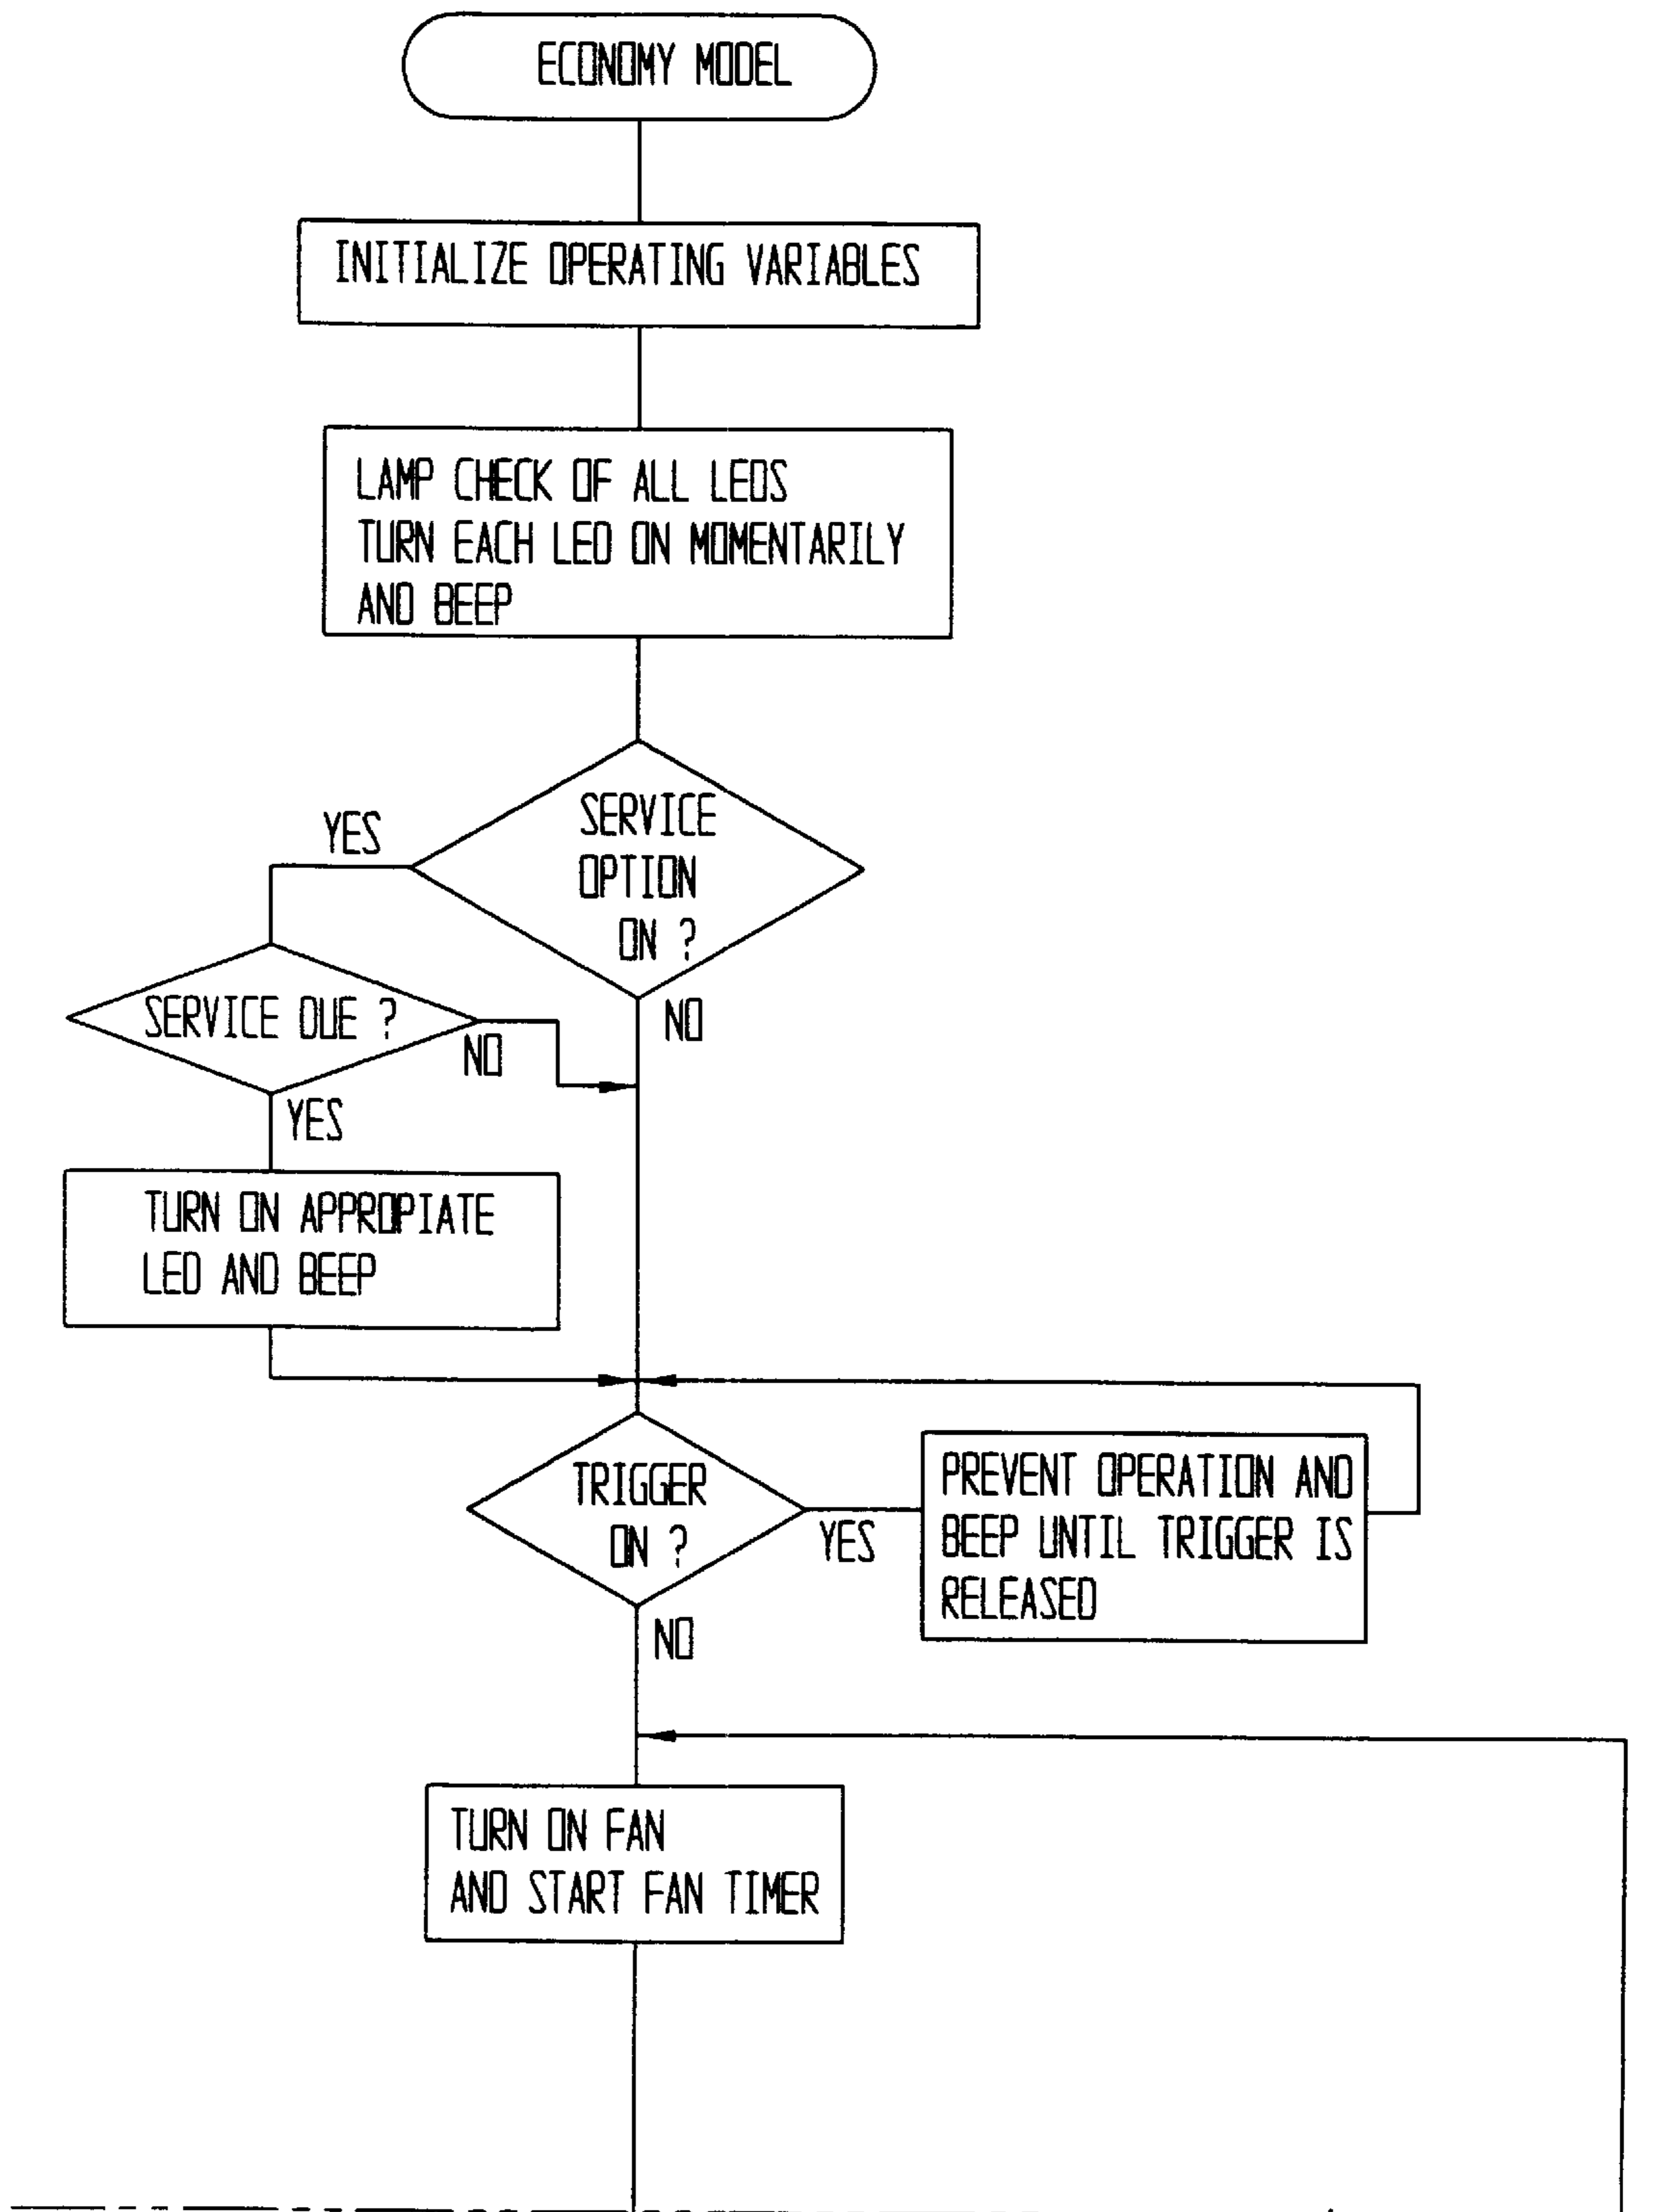 ECONOMY MODEL
INITIALIZE OPERATING VARIABLES
LAMP CHECK OF ALL LEDS
TURN EACH LED ON MOMENTARILY
AND BEEP
SERVICE
OPTION
ON ?
YES
NO
SERVICE DUE ?
NO
YES
TURN ON APPROPIATE
LED AND BEEP
TRIGGER
ON ?
YES
NO
PREVENT OPERATION AND
BEEP UNTIL TRIGGER IS
RELEASED
TURN ON FAN
AND START FAN TIMER